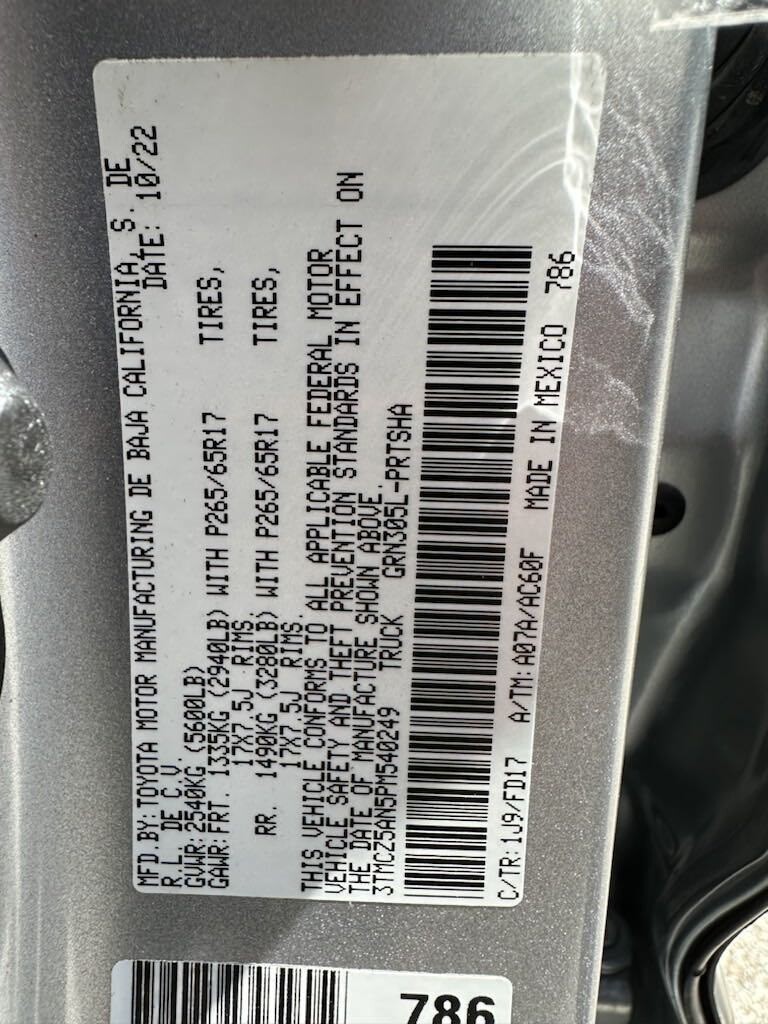 MFD.BY:TOYOTA MOTOR MANUFACTURING DE BAJA CALIFORNIA, S. DE
R.L. DE C.V. DATE: 10/22
GVWR:2540KG (5600LB)
GAWR:FRT. 1335KG (2940LB) WITH P265/65R17 TIRES,
17X7.5J RIMS.
RR. 1490KG (3280LB) WITH P265/65R17 TIRES,
17X7.5J RIMS.
THIS VEHICLE CONFORMS TO ALL APPLICABLE FEDERAL MOTOR
VEHICLE SAFETY AND THEFT PREVENTION STANDARDS IN EFFECT ON
THE DATE OF MANUFACTURE SHOWN ABOVE.
3TMCZ5AN5PM540249 TRUCK GRN305L-PRTSHA
C/TR:1J9/FD17 A/TM:A07A/AC60F MADE IN MEXICO 786
786